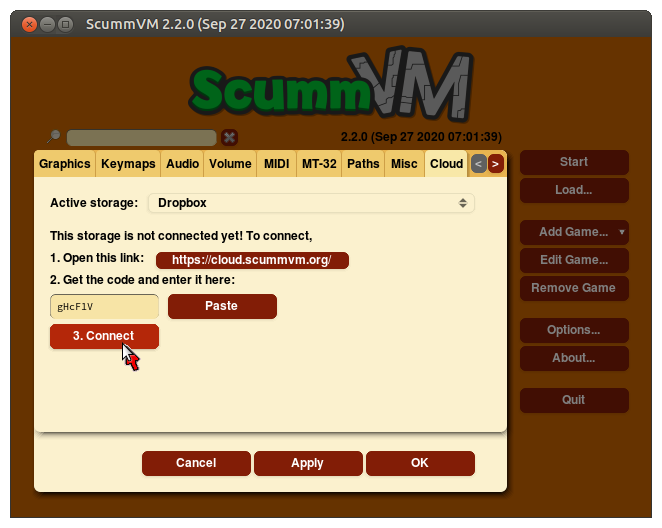 ScummVM 2.2.0 (Sep 27 2020 07:01:39)
ScummVM
2.2.0 (Sep 27 2020 07:01:39)
Graphics Keymaps Audio Volume MIDI MT-32 Paths Misc Cloud < >
Active storage: Dropbox
This storage is not connected yet! To connect,
1. Open this link: https://cloud.scummvm.org/
2. Get the code and enter it here:
gHcF1V Paste
3. Connect
Cancel Apply OK
Start
Load...
Add Game...
Edit Game...
Remove Game
Options...
About...
Quit